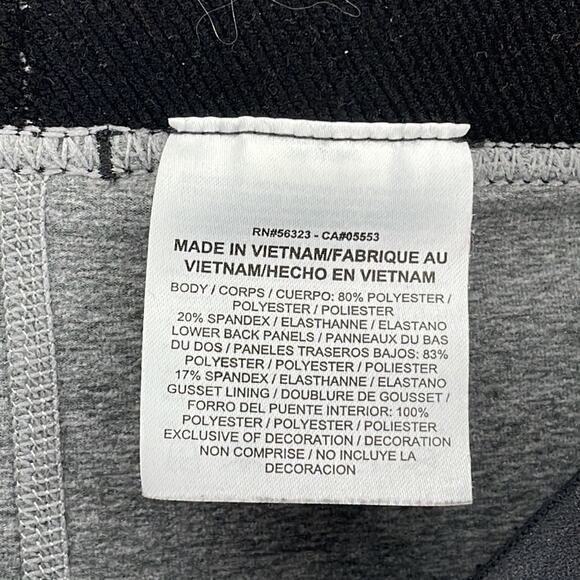 RN#56323 - CA#05553
MADE IN VIETNAM/FABRIQUE AU
VIETNAM/HECHO EN VIETNAM
BODY / CORPS / CUERPO: 80% POLYESTER /
POLYESTER / POLIESTER
20% SPANDEX / ELASTHANNE / ELASTANO
LOWER BACK PANELS / PANNEAUX DU BAS
DU DOS / PANELES TRASEROS BAJOS: 83%
POLYESTER / POLYESTER / POLIESTER
17% SPANDEX / ELASTHANNE / ELASTANO
GUSSET LINING / DOUBLURE DE GOUSSET /
FORRO DEL PUENTE INTERIOR: 100%
POLYESTER / POLYESTER / POLIESTER
EXCLUSIVE OF DECORATION / DECORATION
NON COMPRISE / NO INCLUYE LA
DECORACION